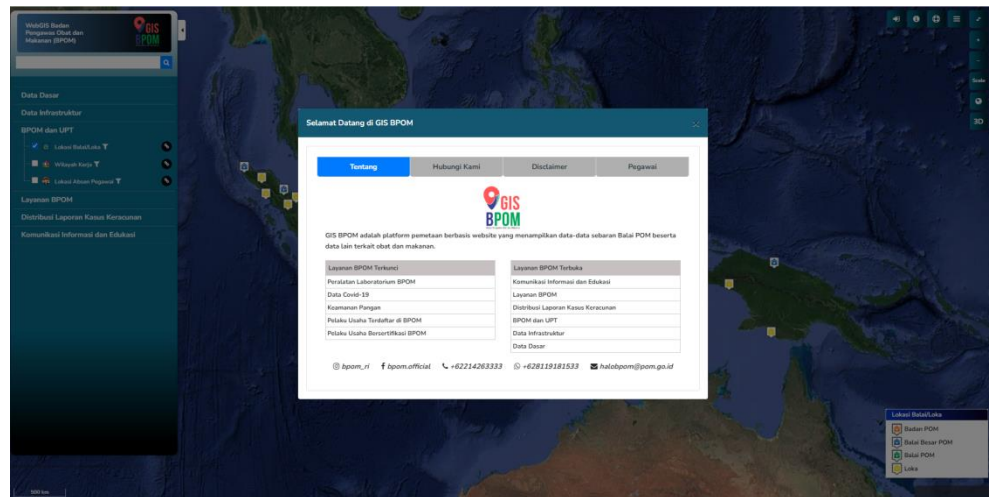 WebGIS Badan
Pengawas Obat dan
Makanan (BPOM)
GIS
BPOM
Data Dasar
Data Infrastruktur
BPOM dan UPT
Lokasi Balai/Loka
Wilayah Kerja
Lokasi Absen Pegawai
Layanan BPOM
Distribusi Laporan Kasus Keracunan
Komunikasi Informasi dan Edukasi
500 km
Selamat Datang di GIS BPOM
Tentang
Hubungi Kami
Disclaimer
Pegawai
GIS
BPOM
GIS BPOM adalah platform pemetaan berbasis website yang menampilkan data-data sebaran Balai POM beserta
data lain terkait obat dan makanan.
Layanan BPOM Terkunci
Peralatan Laboratorium BPOM
Data Covid-19
Keamanan Pangan
Pelaku Usaha Terdaftar di BPOM
Pelaku Usaha Bersertifikasi BPOM
Layanan BPOM Terbuka
Komunikasi Informasi dan Edukasi
Layanan BPOM
Distribusi Laporan Kasus Keracunan
BPOM dan UPT
Data Infrastruktur
Data Dasar
bpom_ri bpom.official +62214263333 +628119181533 halobpom@pom.go.id
Scale
3D
Lokasi Balai/Loka
Badan POM
Balai Besar POM
Balai POM
Loka